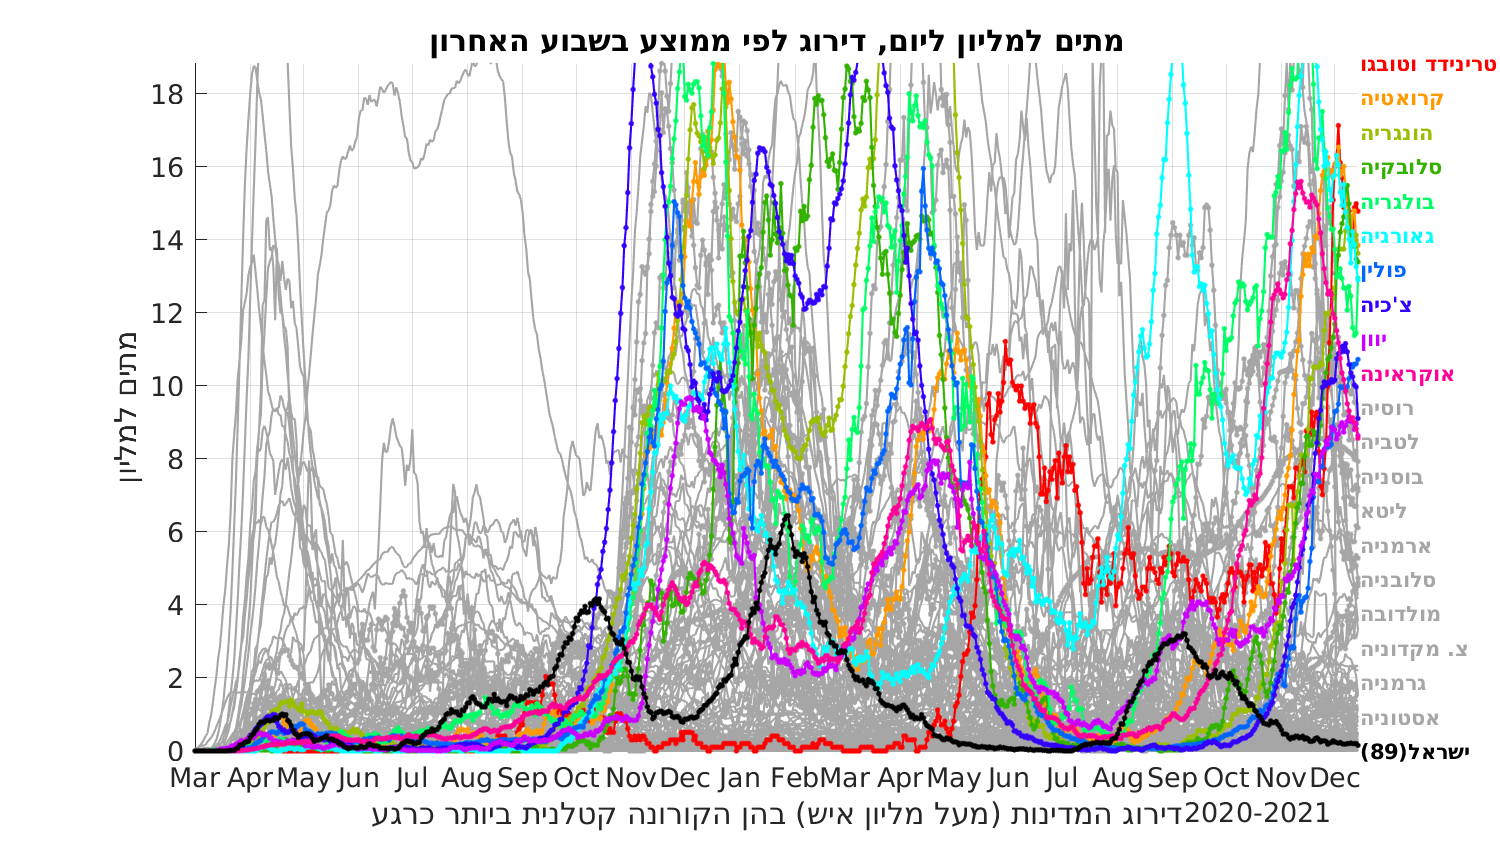 מתים למליון ליום, דירוג לפי ממוצע בשבוע האחרון
מתים למליון
18
16
14
12
10
8
6
4
2
0
Mar Apr May Jun Jul Aug Sep Oct Nov Dec Jan Feb Mar Apr May Jun Jul Aug Sep Oct Nov Dec
דירוג המדינות (מעל מליון איש) בהן הקורונה קטלנית ביותר כרגע2020-2021
טרינידד וטובגו
קרואטיה
הונגריה
סלובקיה
בולגריה
גאורגיה
פולין
צ'כיה
יוון
אוקראינה
רוסיה
לטביה
בוסניה
ליטא
ארמניה
סלובניה
מולדובה
צ. מקדוניה
גרמניה
אסטוניה
ישראל(89)